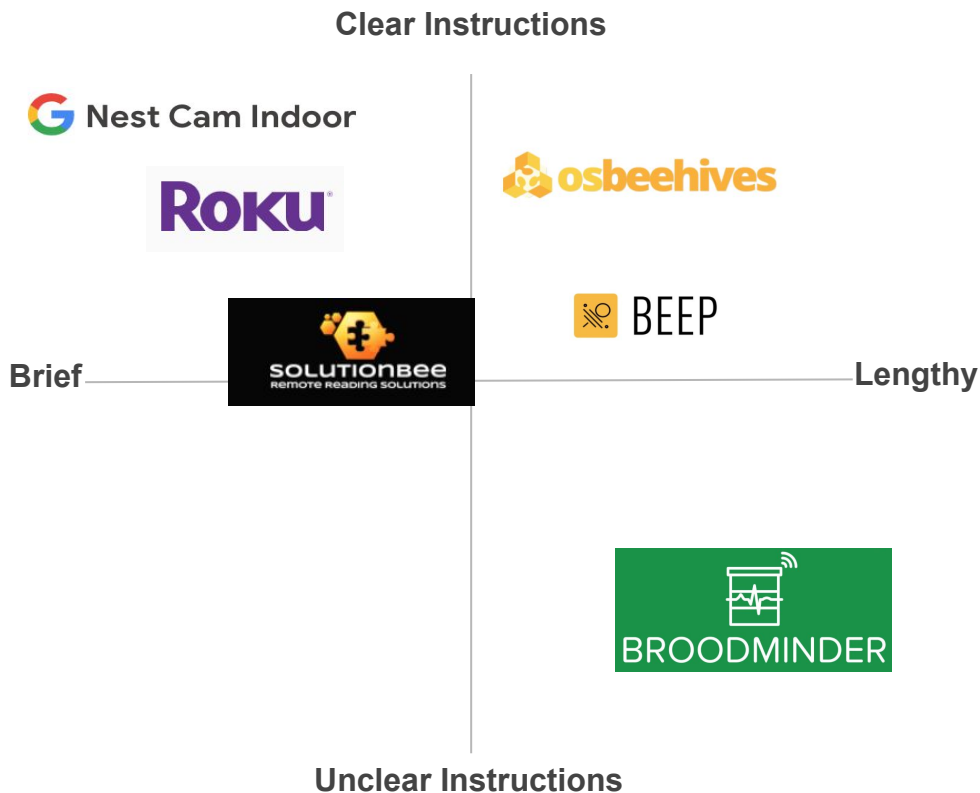 Clear Instructions
G Nest Cam Indoor
ROKU®
osbeehives
SOLUTIONBEE
REMOTE READING SOLUTIONS
BEEP
Brief
Lengthy
BROODMINDER
Unclear Instructions